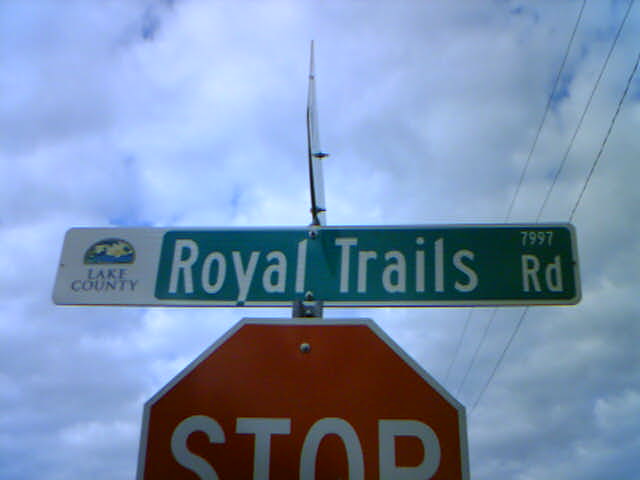 LAKE
COUNTY
Royal Trails Rd
7997
STOP